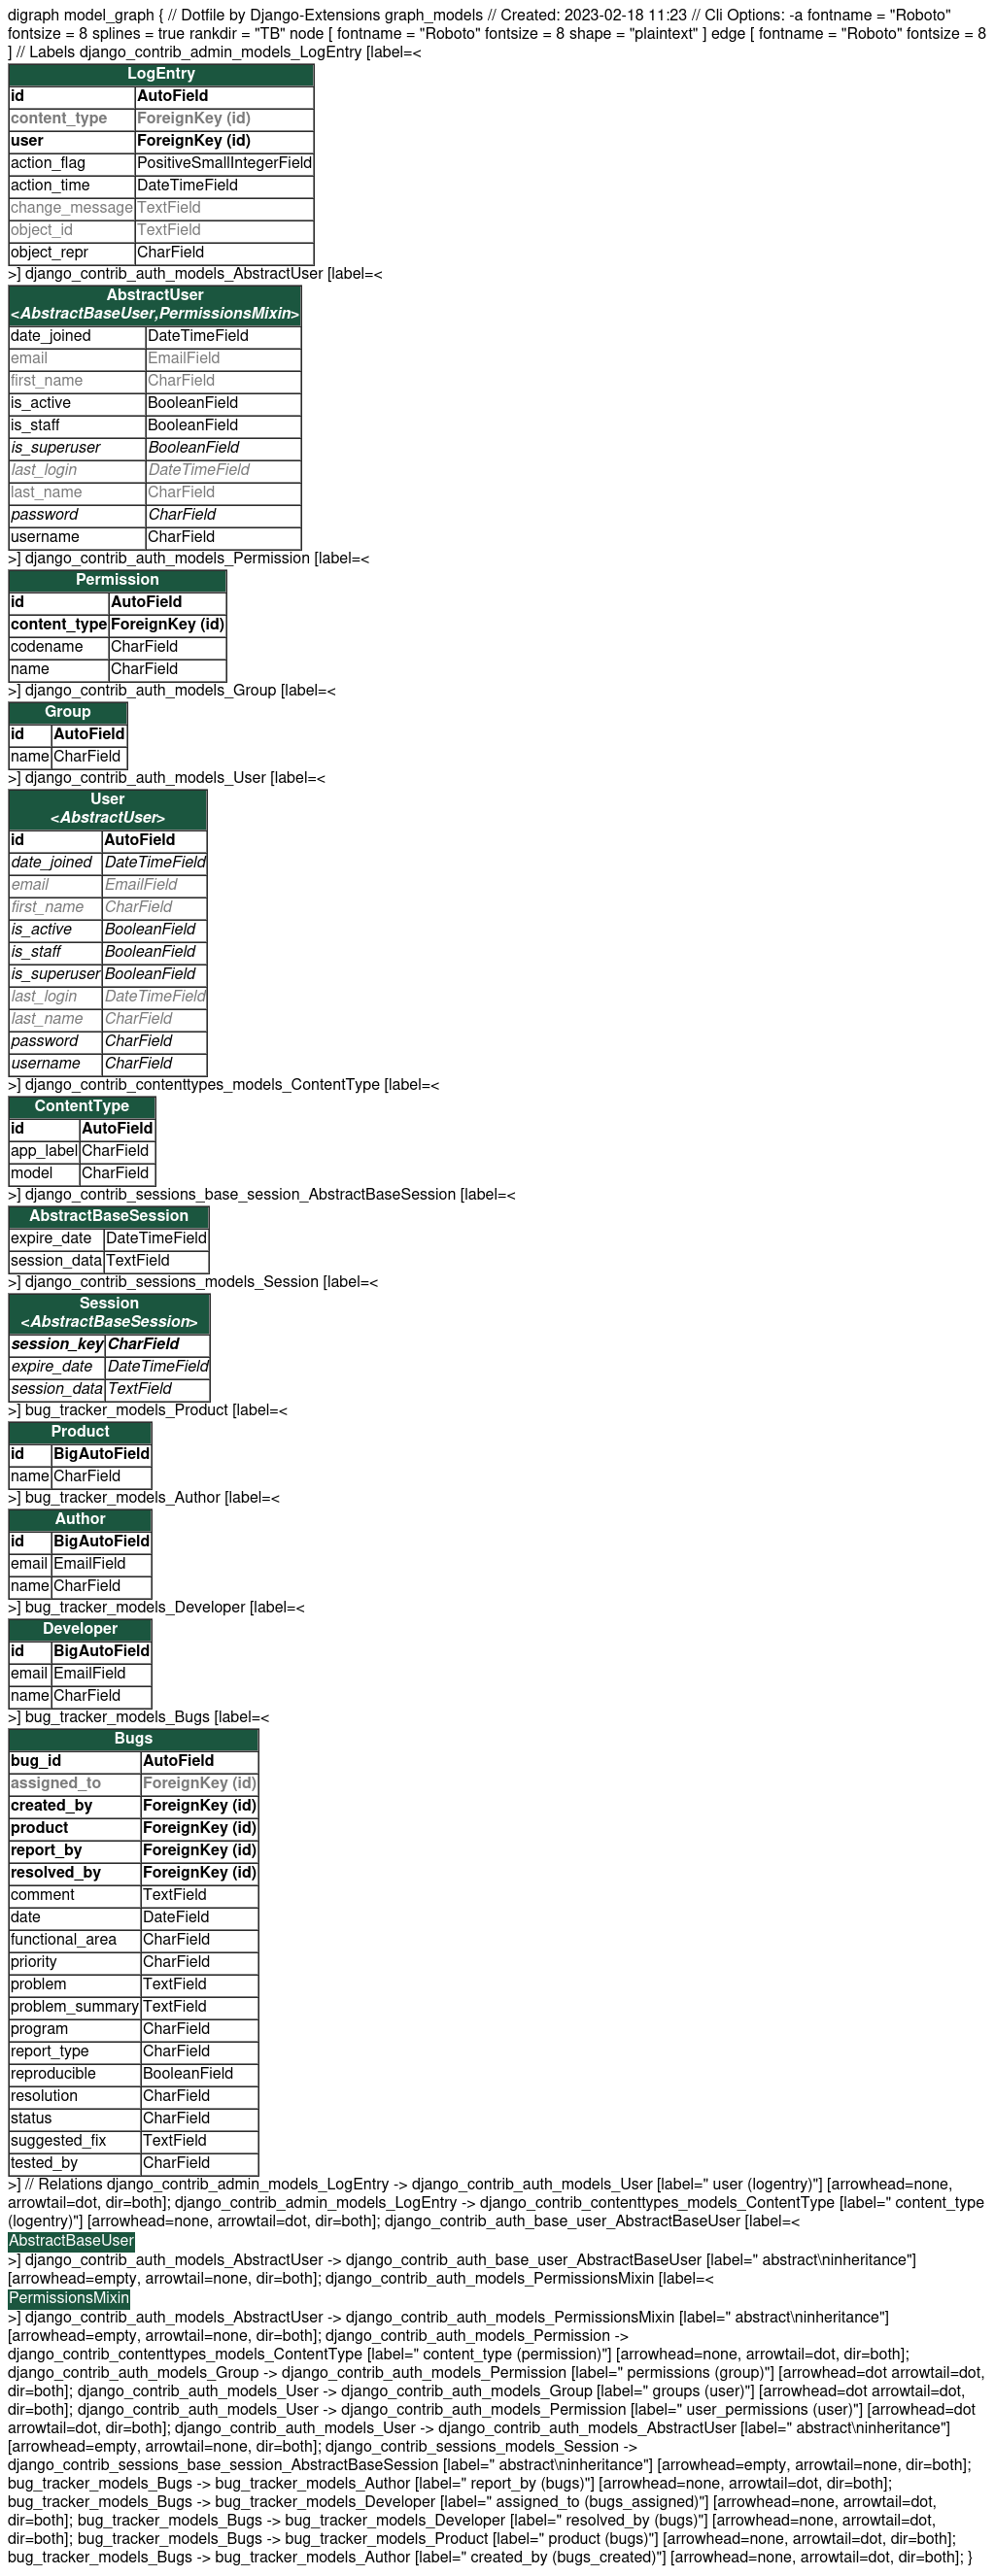 digraph model_graph { // Dotfile by Django-Extensions graph_models // Created: 2023-02-18 11:23 // Cli Options: -a fontname = "Roboto"
fontsize = 8 splines = true rankdir = "TB" node [ fontname = "Roboto" fontsize = 8 shape = "plaintext" ] edge [ fontname = "Roboto" fontsize = 8
] // Labels django_contrib_admin_models_LogEntry [label=<
LogEntry
id AutoField
content_type ForeignKey (id)
user ForeignKey (id)
action_flag PositiveSmallIntegerField
action_time DateTimeField
change_message TextField
object_id TextField
object_repr CharField
>] django_contrib_auth_models_AbstractUser [label=<
AbstractUser
<AbstractBaseUser,PermissionsMixin>
date_joined DateTimeField
email EmailField
first_name CharField
is_active BooleanField
is_staff BooleanField
is_superuser BooleanField
last_login DateTimeField
last_name CharField
password CharField
username CharField
>] django_contrib_auth_models_Permission [label=<
Permission
id AutoField
content_type ForeignKey (id)
codename CharField
name CharField
>] django_contrib_auth_models_Group [label=<
Group
id AutoField
name CharField
>] django_contrib_auth_models_User [label=<
User
<AbstractUser>
id AutoField
date_joined DateTimeField
email EmailField
first_name CharField
is_active BooleanField
is_staff BooleanField
is_superuser BooleanField
last_login DateTimeField
last_name CharField
password CharField
username CharField
>] django_contrib_contenttypes_models_ContentType [label=<
ContentType
id AutoField
app_label CharField
model CharField
>] django_contrib_sessions_base_session_AbstractBaseSession [label=<
AbstractBaseSession
expire_date DateTimeField
session_data TextField
>] django_contrib_sessions_models_Session [label=<
Session
<AbstractBaseSession>
session_key CharField
expire_date DateTimeField
session_data TextField
>] bug_tracker_models_Product [label=<
Product
id BigAutoField
name CharField
>] bug_tracker_models_Author [label=<
Author
id BigAutoField
email EmailField
name CharField
>] bug_tracker_models_Developer [label=<
Developer
id BigAutoField
email EmailField
name CharField
>] bug_tracker_models_Bugs [label=<
Bugs
bug_id AutoField
assigned_to ForeignKey (id)
created_by ForeignKey (id)
product ForeignKey (id)
report_by ForeignKey (id)
resolved_by ForeignKey (id)
comment TextField
date DateField
functional_area CharField
priority CharField
problem TextField
problem_summary TextField
program CharField
report_type CharField
reproducible BooleanField
resolution CharField
status CharField
suggested_fix TextField
tested_by CharField
>] // Relations django_contrib_admin_models_LogEntry -> django_contrib_auth_models_User [label=" user (logentry)"] [arrowhead=none,
arrowtail=dot, dir=both]; django_contrib_admin_models_LogEntry -> django_contrib_contenttypes_models_ContentType [label=" content_type
(logentry)"] [arrowhead=none, arrowtail=dot, dir=both]; django_contrib_auth_base_user_AbstractBaseUser [label=<
AbstractBaseUser
>] django_contrib_auth_models_AbstractUser -> django_contrib_auth_base_user_AbstractBaseUser [label=" abstract\ninheritance"]
[arrowhead=empty, arrowtail=none, dir=both]; django_contrib_auth_models_PermissionsMixin [label=<
PermissionsMixin
>] django_contrib_auth_models_AbstractUser -> django_contrib_auth_models_PermissionsMixin [label=" abstract\ninheritance"]
[arrowhead=empty, arrowtail=none, dir=both]; django_contrib_auth_models_Permission ->
django_contrib_contenttypes_models_ContentType [label=" content_type (permission)"] [arrowhead=none, arrowtail=dot, dir=both];
django_contrib_auth_models_Group -> django_contrib_auth_models_Permission [label=" permissions (group)"] [arrowhead=dot arrowtail=dot,
dir=both]; django_contrib_auth_models_User -> django_contrib_auth_models_Group [label=" groups (user)"] [arrowhead=dot arrowtail=dot,
dir=both]; django_contrib_auth_models_User -> django_contrib_auth_models_Permission [label=" user_permissions (user)"] [arrowhead=dot
arrowtail=dot, dir=both]; django_contrib_auth_models_User -> django_contrib_auth_models_AbstractUser [label=" abstract\ninheritance"]
[arrowhead=empty, arrowtail=none, dir=both]; django_contrib_sessions_models_Session ->
django_contrib_sessions_base_session_AbstractBaseSession [label=" abstract\ninheritance"] [arrowhead=empty, arrowtail=none, dir=both];
bug_tracker_models_Bugs -> bug_tracker_models_Author [label=" report_by (bugs)"] [arrowhead=none, arrowtail=dot, dir=both];
bug_tracker_models_Bugs -> bug_tracker_models_Developer [label=" assigned_to (bugs_assigned)"] [arrowhead=none, arrowtail=dot,
dir=both]; bug_tracker_models_Bugs -> bug_tracker_models_Developer [label=" resolved_by (bugs)"] [arrowhead=none, arrowtail=dot,
dir=both]; bug_tracker_models_Bugs -> bug_tracker_models_Product [label=" product (bugs)"] [arrowhead=none, arrowtail=dot, dir=both];
bug_tracker_models_Bugs -> bug_tracker_models_Author [label=" created_by (bugs_created)"] [arrowhead=none, arrowtail=dot, dir=both]; }